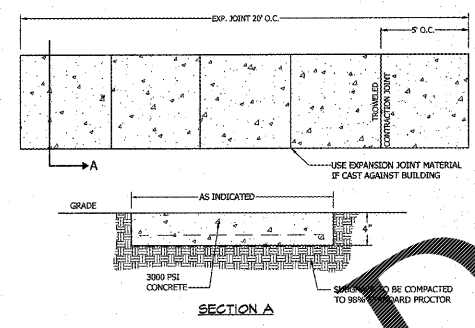 EXP. JOINT 20' O.C.
5' O.C.
TROWELED
CONTRACTION JOINT
A
USE EXPANSION JOINT MATERIAL
IF CAST AGAINST BUILDING
AS INDICATED
GRADE
4"
3000 PSI
CONCRETE
TO BE COMPACTED
TO 98% PROCTOR
SECTION A